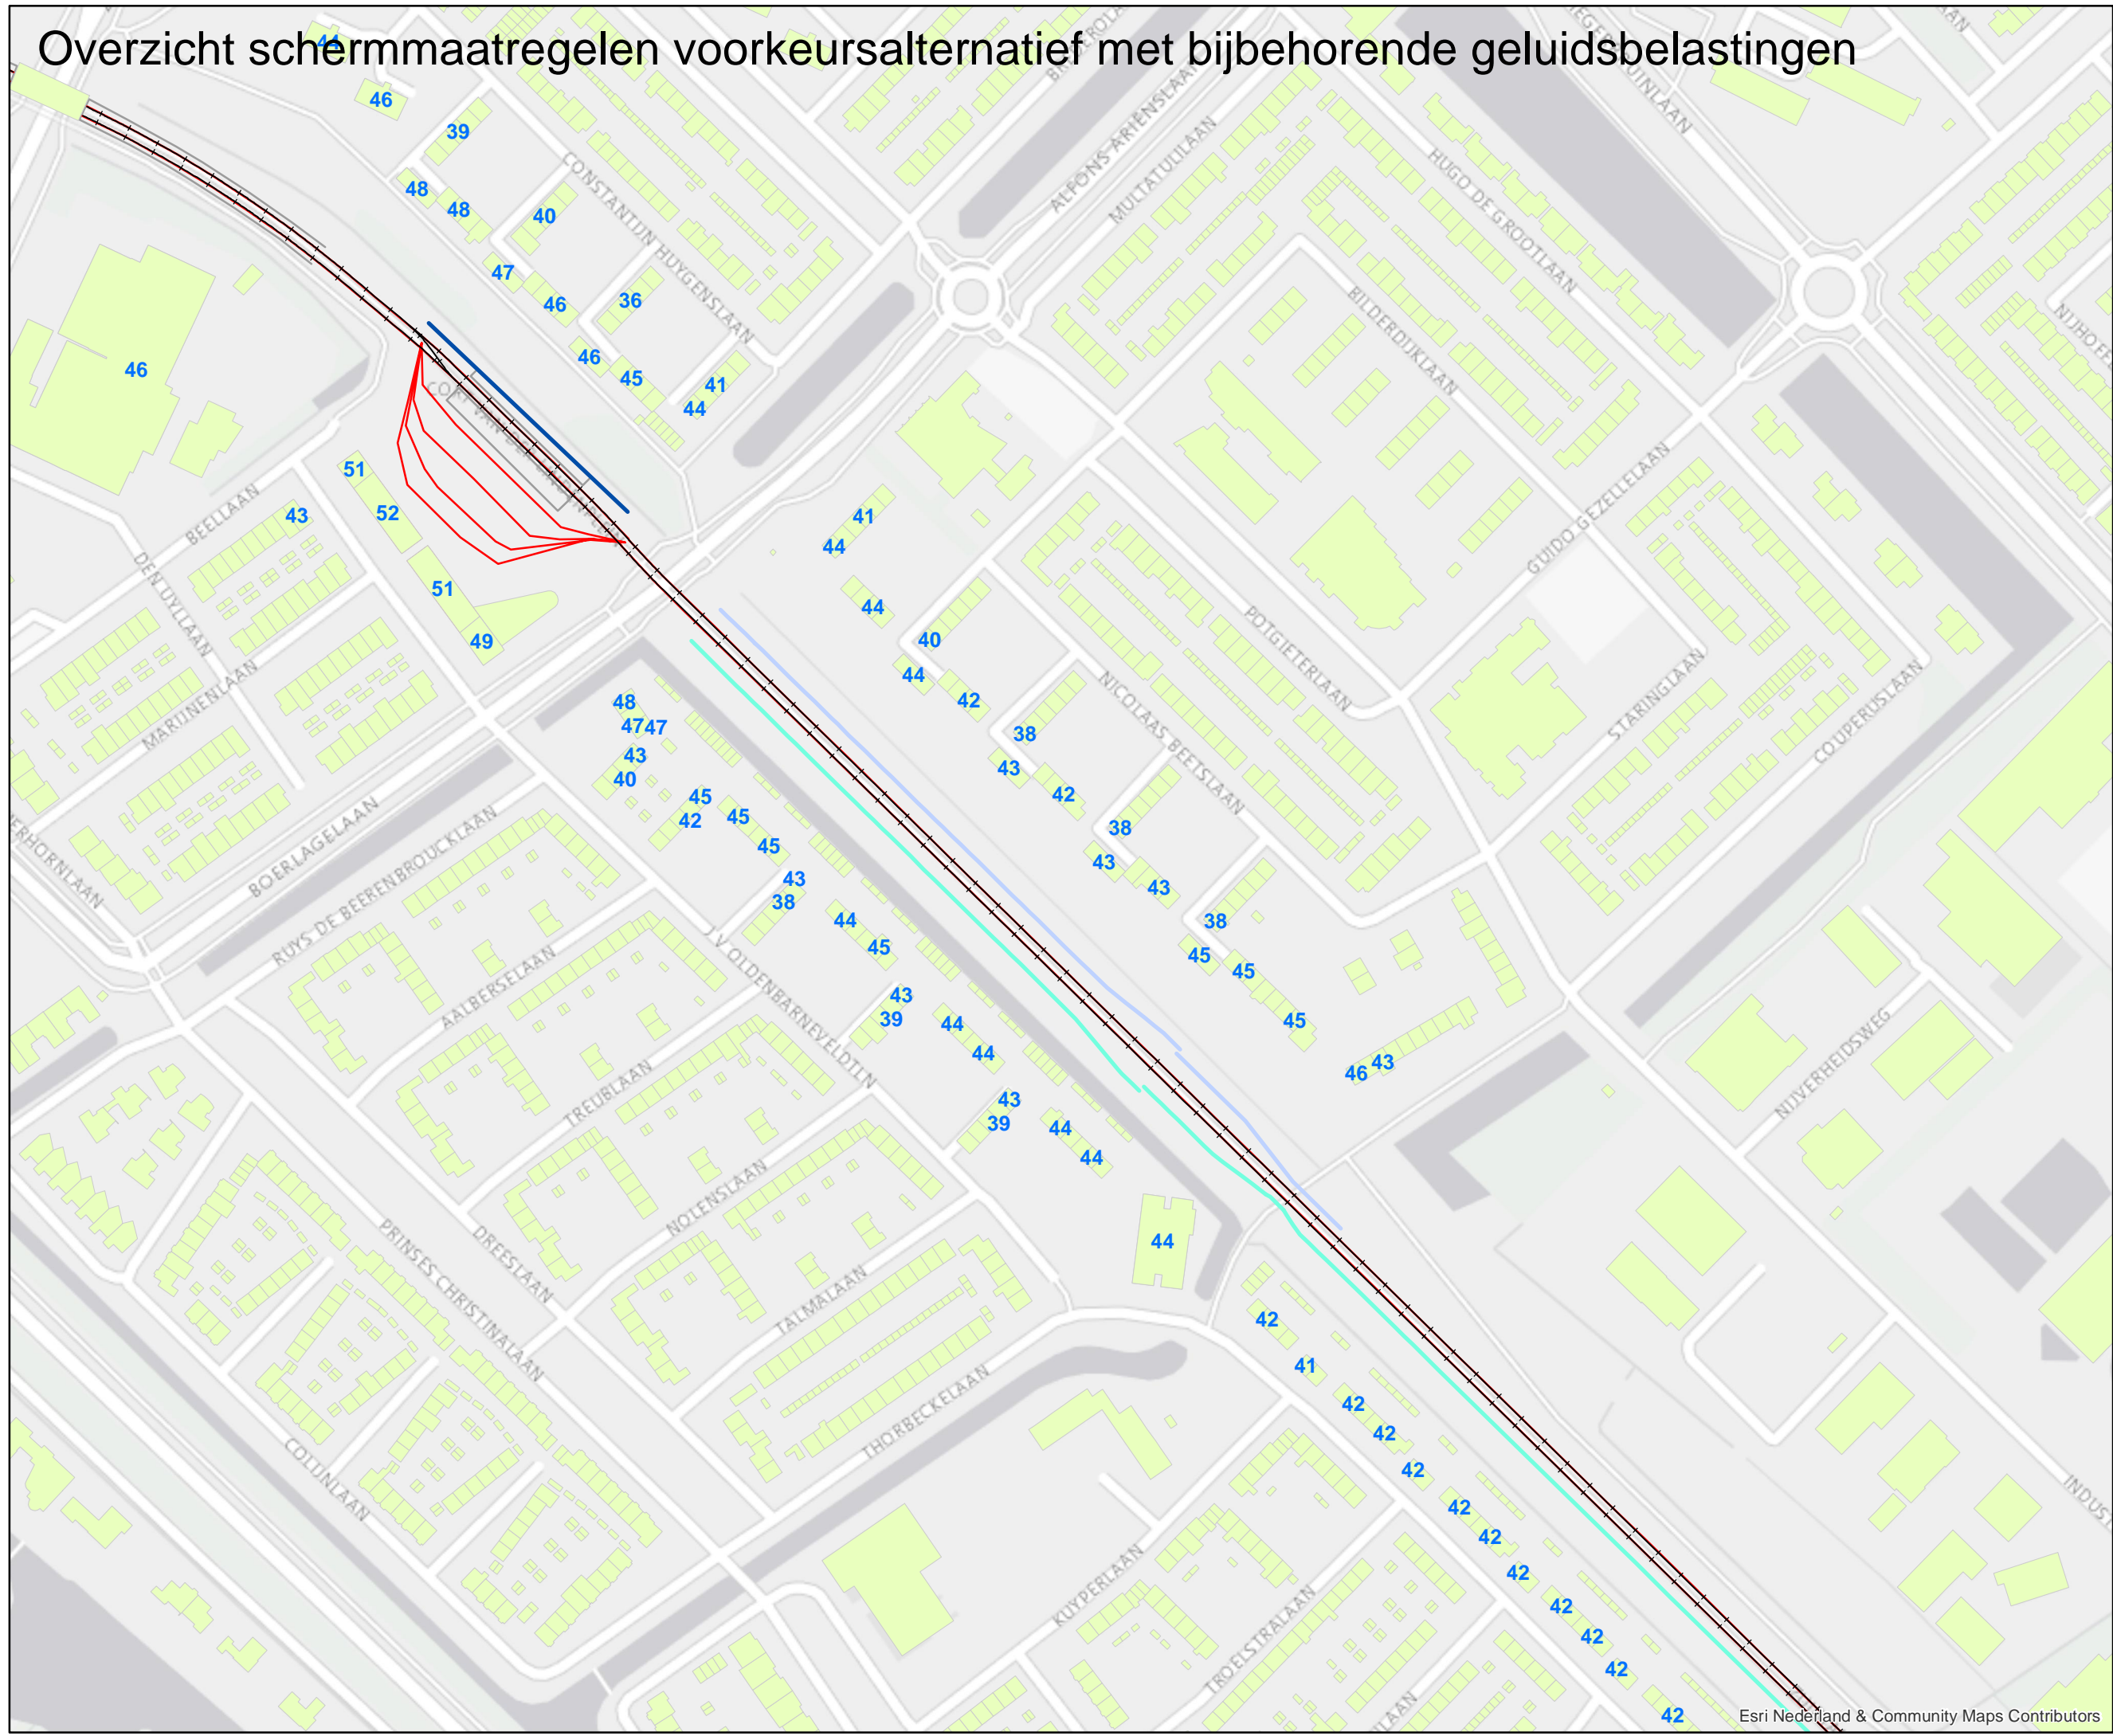 Overzicht schermmaatregelen voorkeursalternatief met bijbehorende geluidsbelastingen
44
46
39
48
48
40
47
46
36
46
45
41
44
46
51
52
43
51
49
41
44
44
40
44
42
38
43
42
38
43
43
38
45
45
45
43
46
48
47
47
43
40
45
42
45
45
43
38
44
45
43
39
44
44
43
39
44
44
44
42
41
42
42
42
42
42
42
42
42
42
42
ALFONS ARIENSLAAN
MULTATULILAAN
CONSTANTIJN HUYGENSLAAN
HUGO DE GROOTLAAN
BILDERDIJKLAAN
GUIDO GEZELLELAAN
POTGIETERLAAN
NICOLAAS BEETSLAAN
STARINGLAAN
COUPERUSLAAN
NIJVERHEIDSWEG
BEELLAAN
DEN UYLLAAN
MARIJNENLAAN
BOERLAGELAAN
RUYS DE BEERENBROUCKLAAN
AALBERSELAAN
J V OLDENBARNEVELDTLN
TREUBLAAN
NOLENSLAAN
DREESLAAN
TALMALAAN
PRINSES CHRISTINALAAN
THORBECKELAAN
COLIJNLAAN
KUYPERLAAN
TROELSTRALAAN
Esri Nederland & Community Maps Contributors